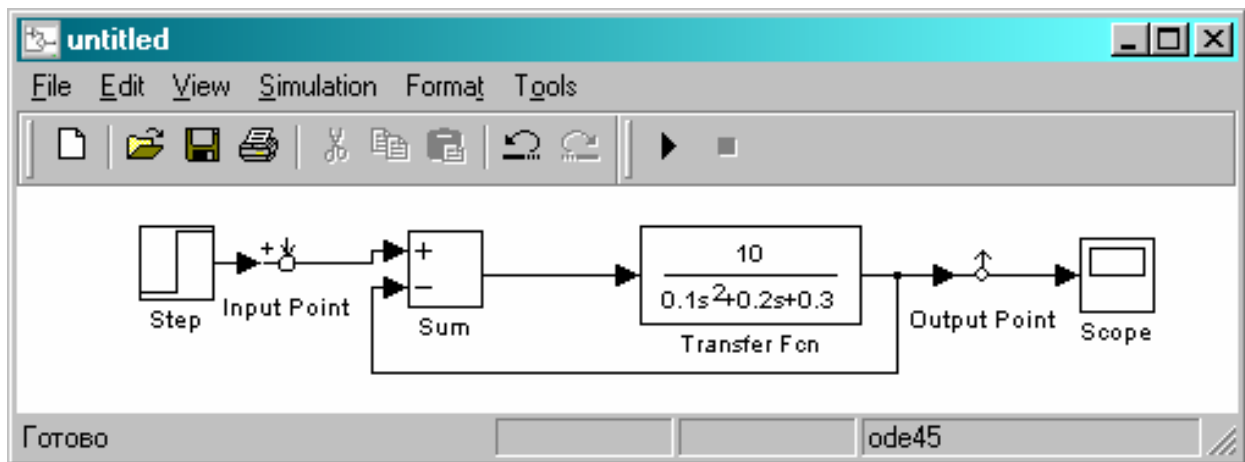 untitled
File Edit View Simulation Format Tools
+
+
−
10
0.1s²+0.2s+0.3
Step
Input Point
Sum
Transfer Fcn
Output Point
Scope
Готово
ode45